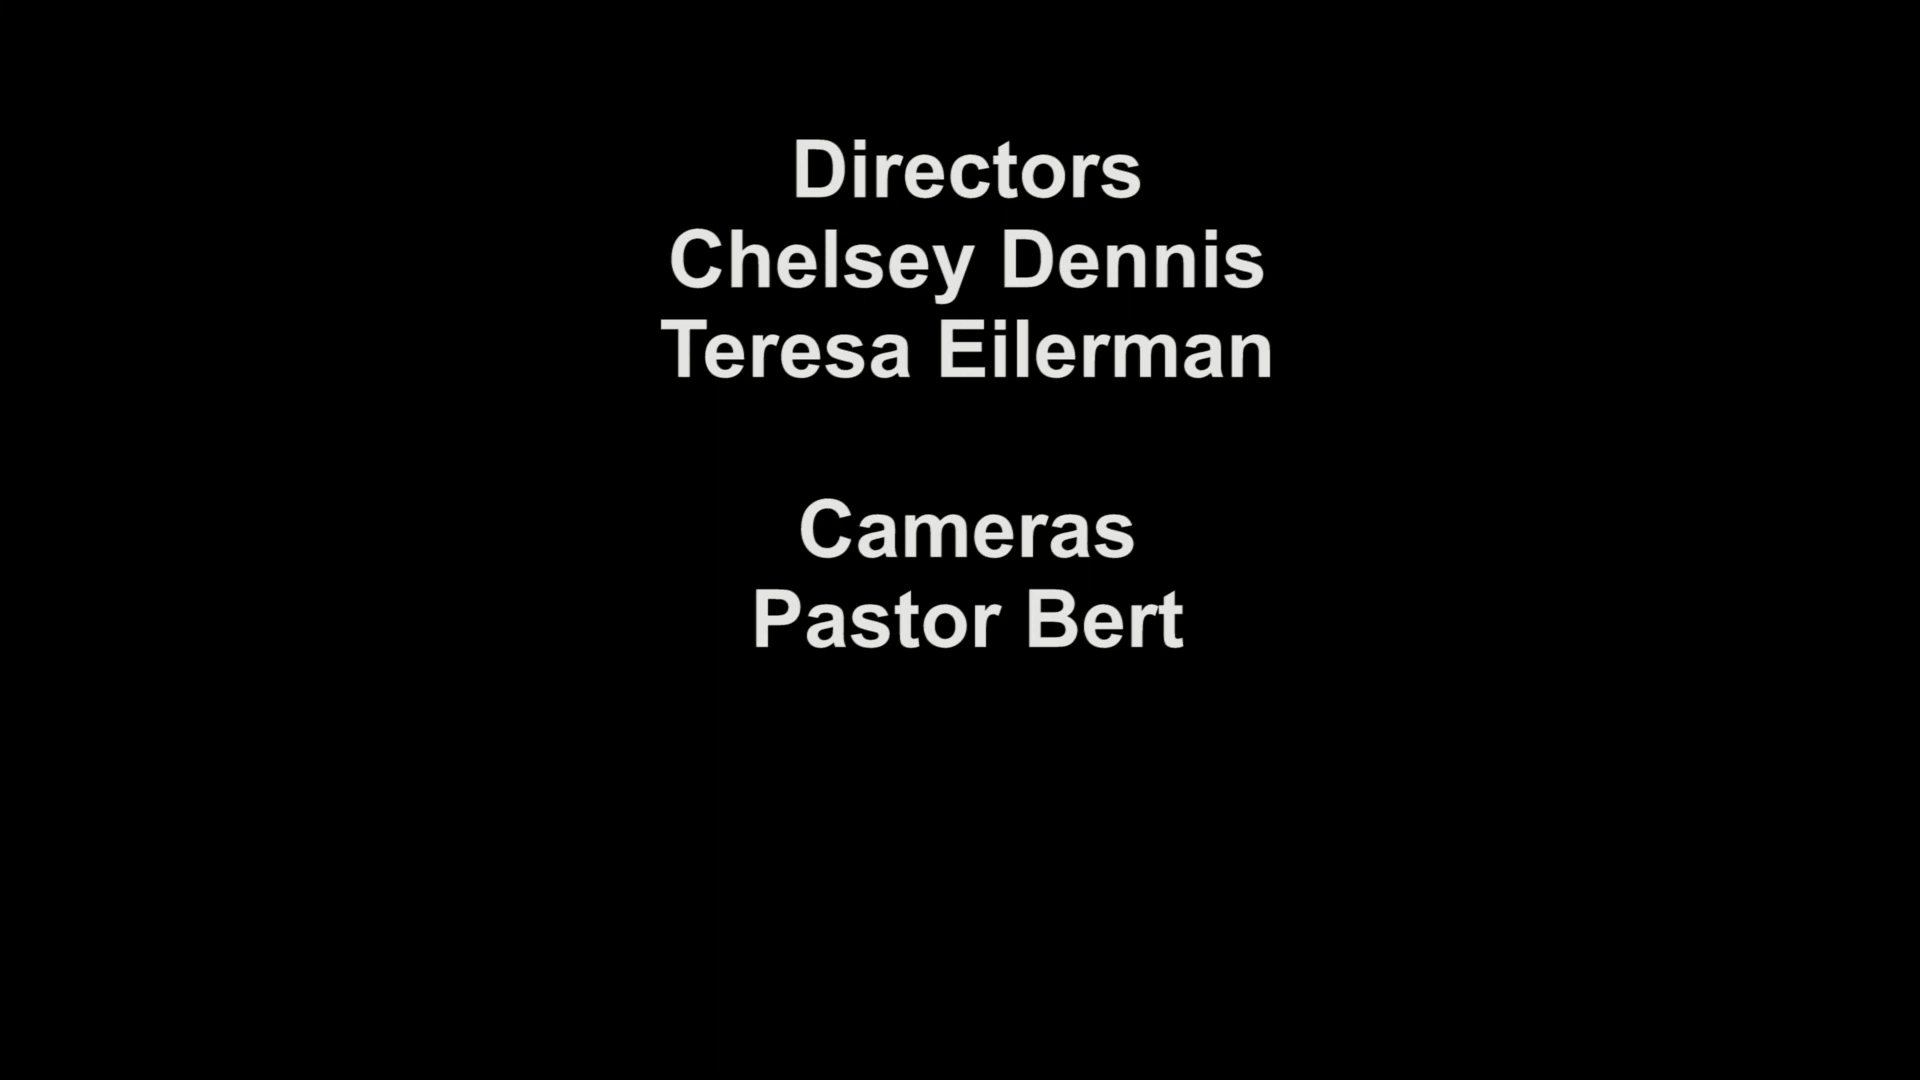 Directors
Chelsey Dennis
Teresa Eilerman
Cameras
Pastor Bert